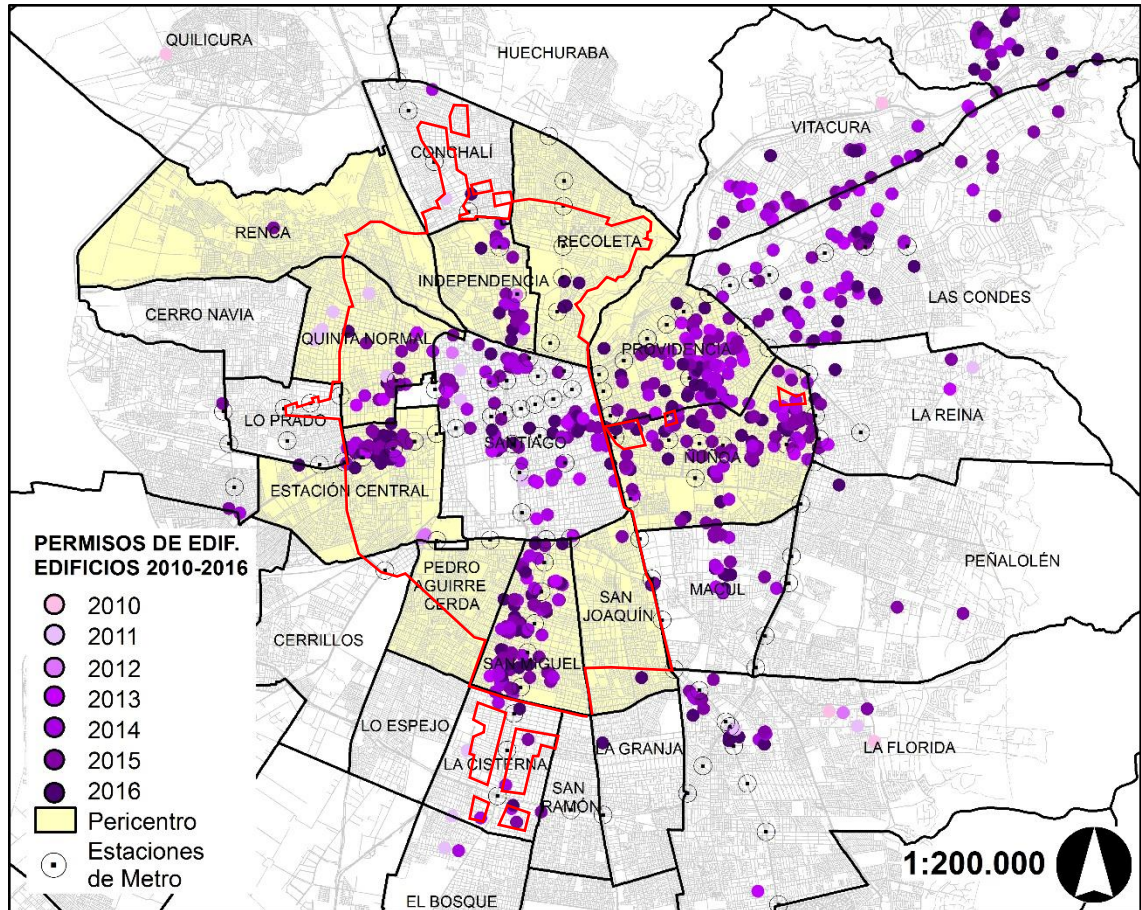 QUILICURA
HUECHURABA
VITACURA
CONCHALÍ
RENCA
RECOLETA
INDEPENDENCIA
LAS CONDES
CERRO NAVIA
QUINTA NORMAL
PROVIDENCIA
LO PRADO
LA REINA
SANTIAGO
ÑUÑOA
ESTACIÓN CENTRAL
PERMISOS DE EDIF.
EDIFICIOS 2010-2016
2010
2011
2012
2013
2014
2015
2016
Pericentro
Estaciones
de Metro
PEDRO
AGUIRRE
CERDA
SAN
JOAQUÍN
MACUL
PEÑALOLÉN
CERRILLOS
SAN MIGUEL
LO ESPEJO
LA CISTERNA
LA GRANJA
LA FLORIDA
SAN
RAMÓN
EL BOSQUE
1:200.000